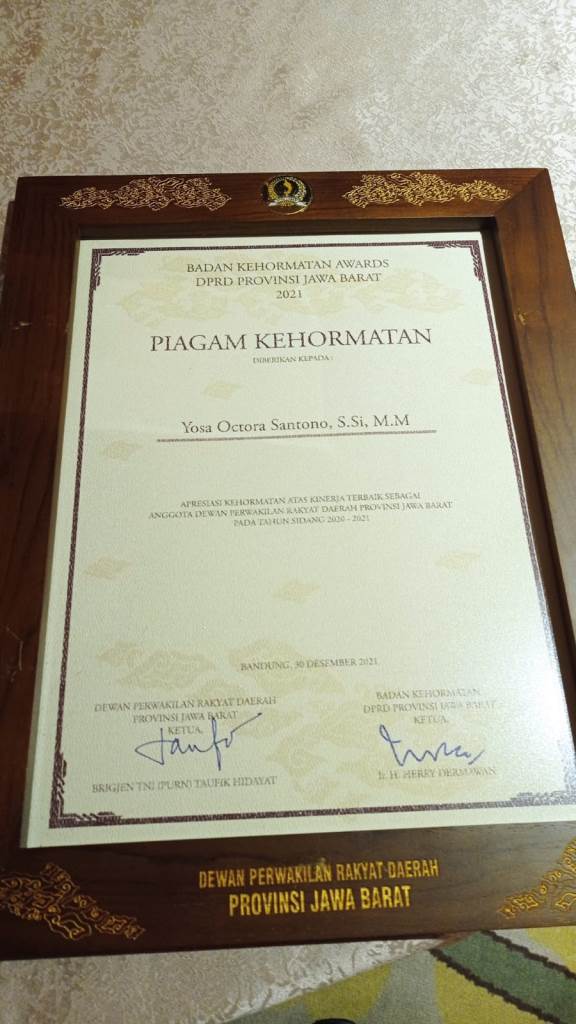 BADAN KEHORMATAN AWARDS
DPRD PROVINSI JAWA BARAT
2021
PIAGAM KEHORMATAN
DIBERIKAN KEPADA :
Yosa Octora Santono, S.Si, M.M
APRESIASI KEHORMATAN ATAS KINERJA TERBAIK SEBAGAI
ANGGOTA DEWAN PERWAKILAN RAKYAT DAERAH PROVINSI JAWA BARAT
PADA TAHUN SIDANG 2020 - 2021
BANDUNG, 30 DESEMBER 2021
DEWAN PERWAKILAN RAKYAT DAERAH
PROVINSI JAWA BARAT
KETUA,
BRIGJEN TNI (PURN) TAUFIK HIDAYAT
BADAN KEHORMATAN
DPRD PROVINSI JAWA BARAT
KETUA,
Ir. H. HERRY DERMAWAN
DEWAN PERWAKILAN RAKYAT DAERAH
PROVINSI JAWA BARAT